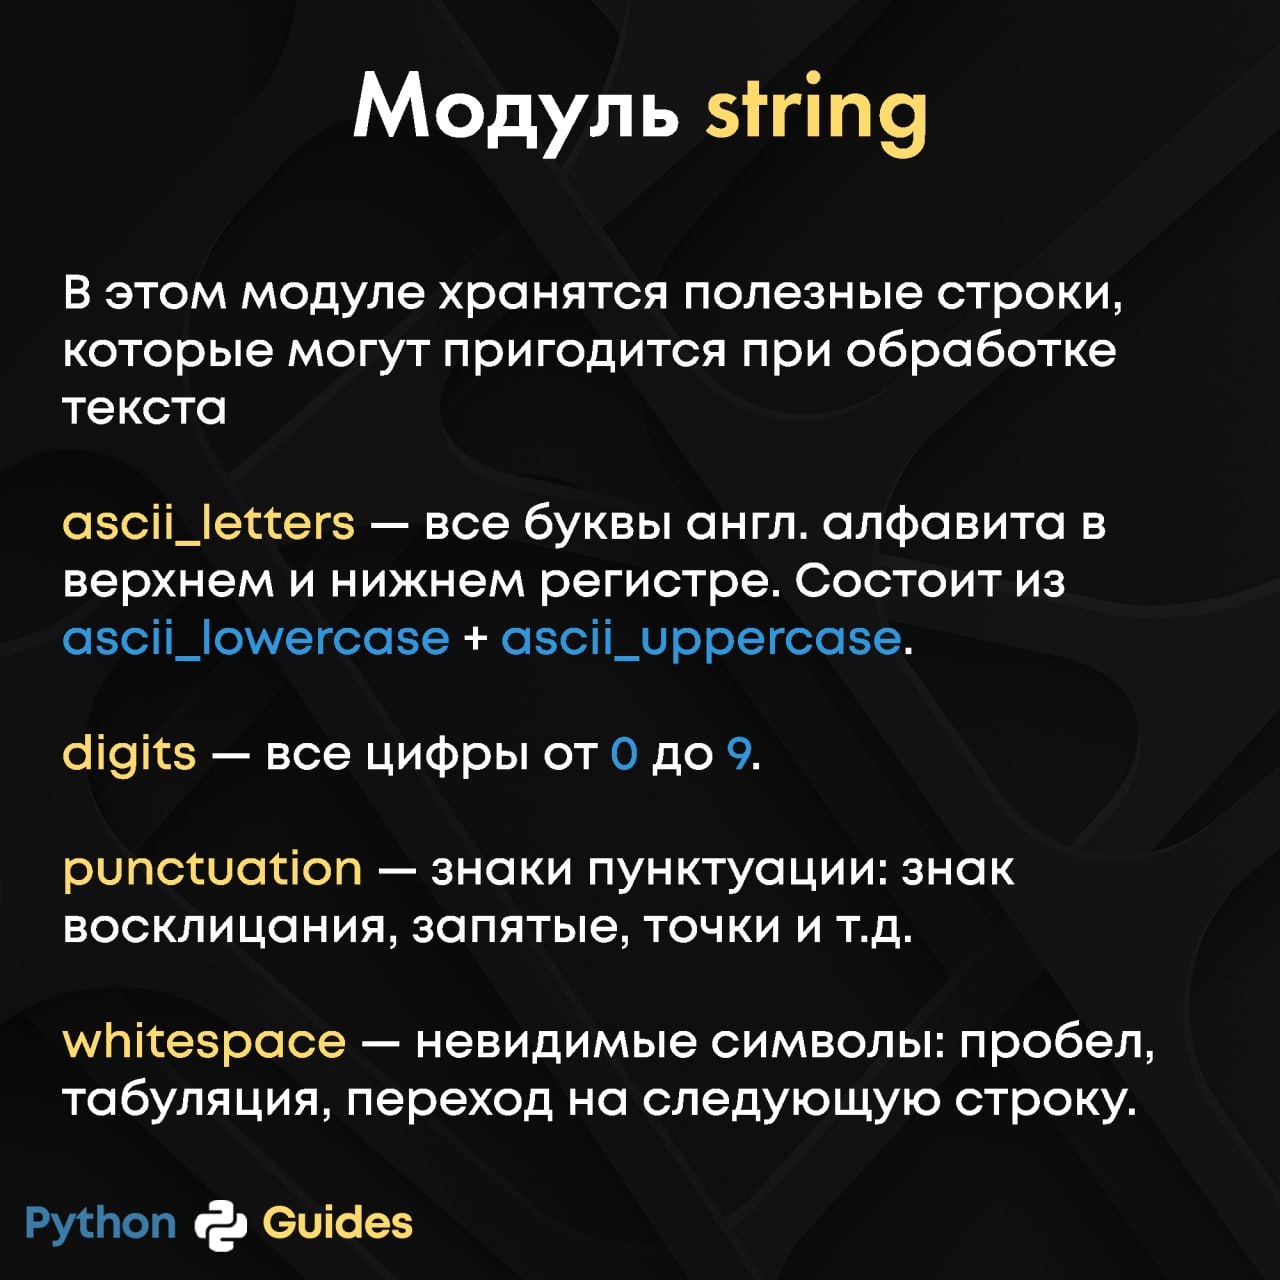 Модуль string
В этом модуле хранятся полезные строки,
которые могут пригодится при обработке
текста
ascii_letters — все буквы англ. алфавита в
верхнем и нижнем регистре. Состоит из
ascii_lowercase + ascii_uppercase.
digits — все цифры от 0 до 9.
punctuation — знаки пунктуации: знак
восклицания, запятые, точки и т.д.
whitespace — невидимые символы: пробел,
табуляция, переход на следующую строку.
Python Guides